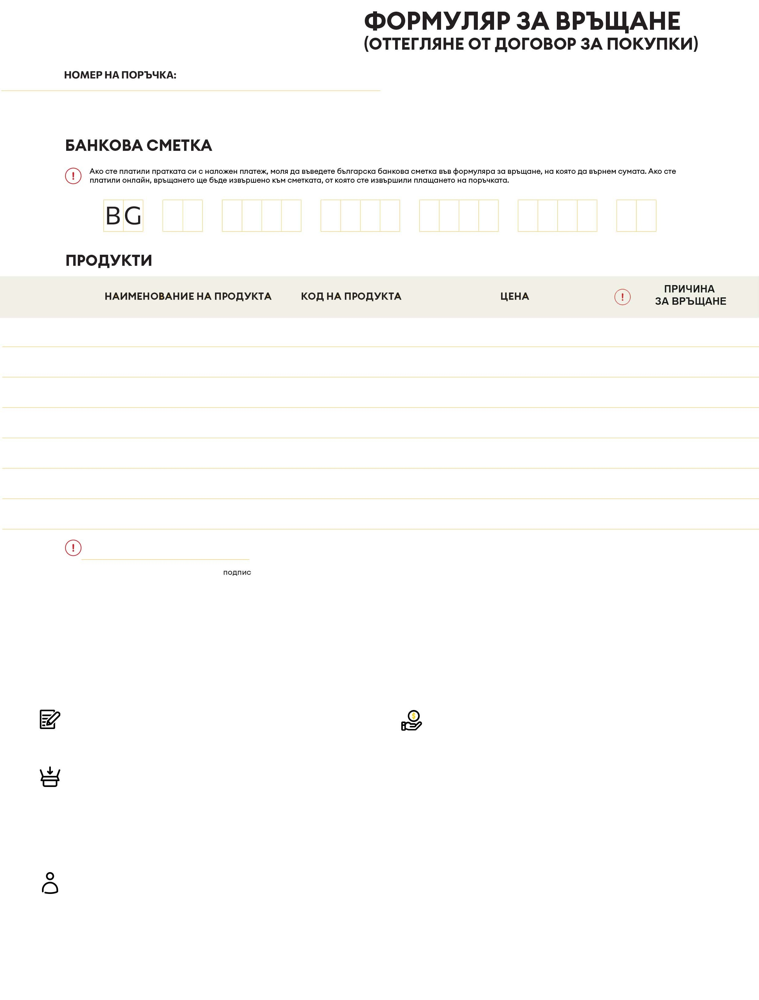 ФОРМУЛЯР ЗА ВРЪЩАНЕ
(ОТТЕГЛЯНЕ ОТ ДОГОВОР ЗА ПОКУПКИ)
НОМЕР НА ПОРЪЧКА:
БАНКОВА СМЕТКА
! Ако сте платили пратката си с наложен платеж, моля да въведете българска банкова сметка във формуляра за връщане, на която да върнем сумата. Ако сте
платили онлайн, връщането ще бъде извършено към сметката, от която сте извършили плащането на поръчката.
BG
ПРОДУКТИ
НАИМЕНОВАНИЕ НА ПРОДУКТА КОД НА ПРОДУКТА ЦЕНА ! ПРИЧИНА
ЗА ВРЪЩАНЕ
!
подпис
$